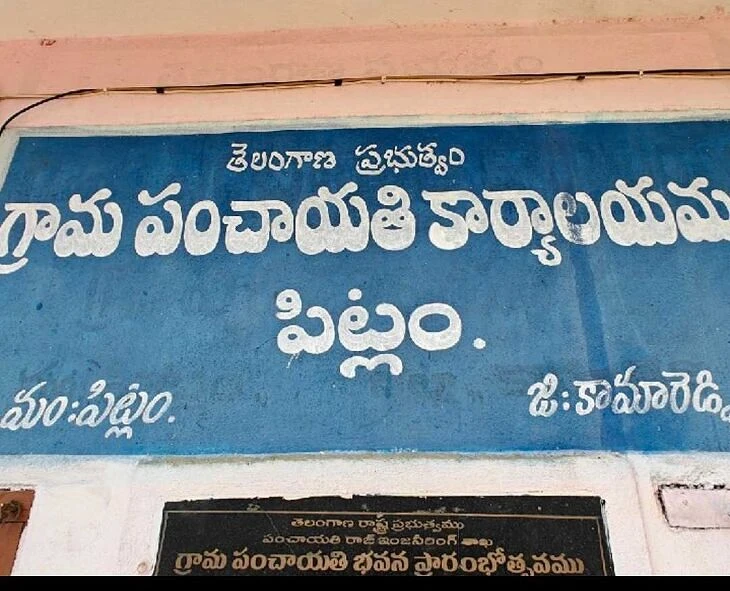 తెలంగాణ ప్రభుత్వం
గ్రామ పంచాయతి కార్యాలయము
పిట్లం.
మం:పిట్లం. జి:కామారెడ్డి
తెలంగాణ రాష్ట్ర ప్రభుత్వము
పంచాయతి రాజ్ ఇంజనీరింగ్ శాఖ
గ్రామ పంచాయతి భవన ప్రారంభోత్సవము